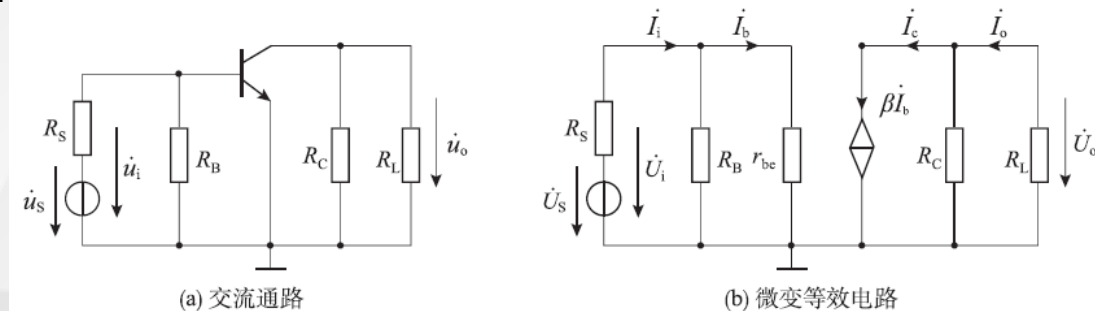 R_S
u̇_S
u̇_i
R_B
R_C
R_L
u̇_o
(a) 交流通路
İ_i
İ_b
İ_c
İ_o
R_S
U̇_S
U̇_i
R_B
r_be
βİ_b
R_C
R_L
U̇_o
(b) 微变等效电路